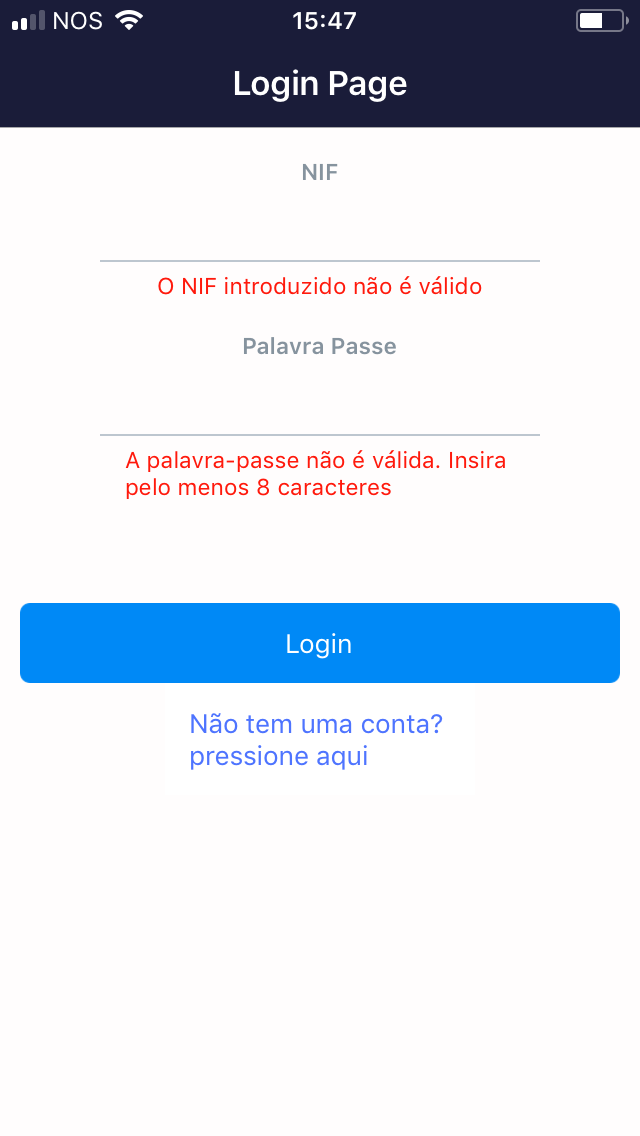 NOS 15:47
Login Page
NIF
O NIF introduzido não é válido
Palavra Passe
A palavra-passe não é válida. Insira
pelo menos 8 caracteres
Login
Não tem uma conta?
pressione aqui